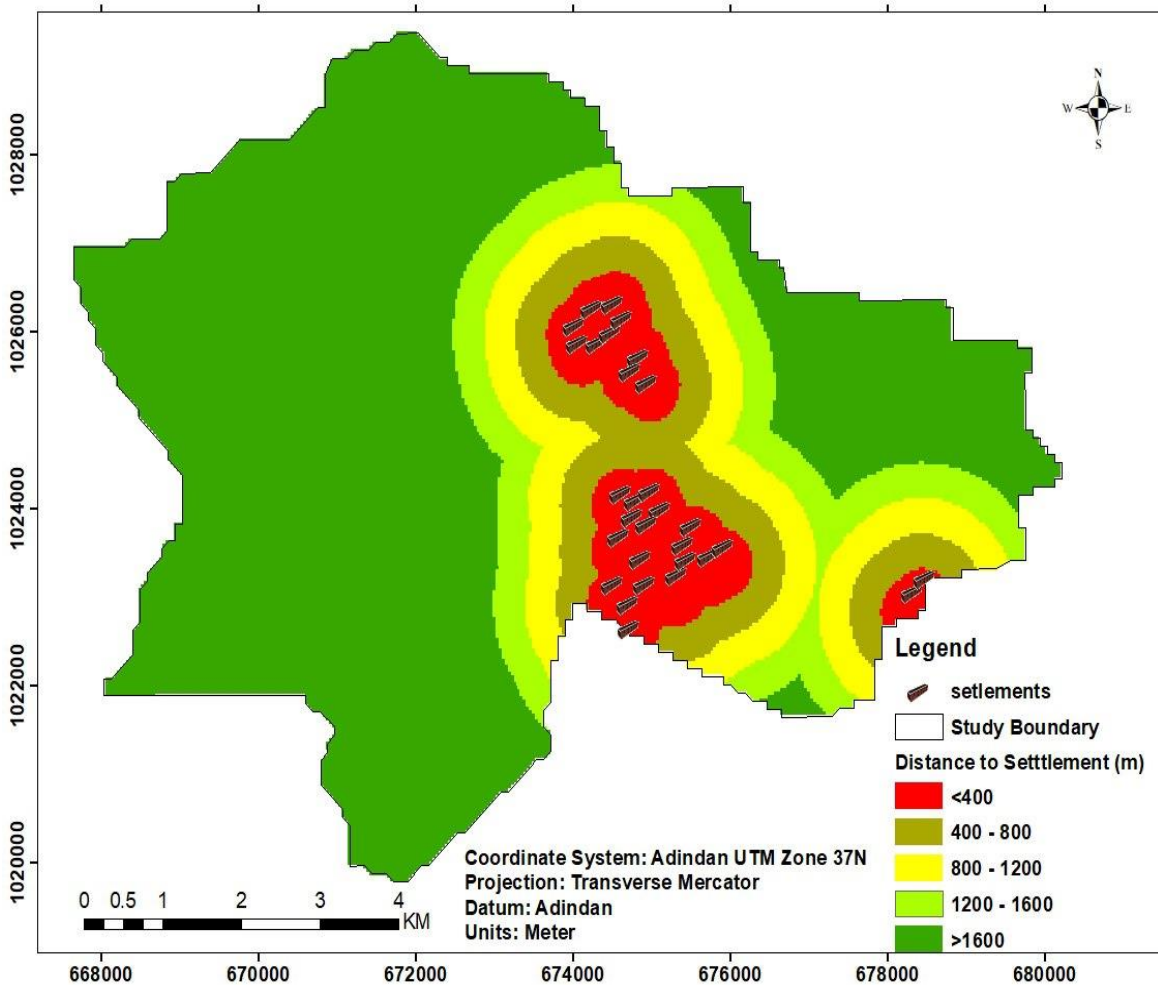 1028000
1026000
1024000
1022000
1020000
N
W E
S
Legend
setlements
Study Boundary
Distance to Setttlement (m)
<400
400 - 800
800 - 1200
1200 - 1600
>1600
Coordinate System: Adindan UTM Zone 37N
Projection: Transverse Mercator
Datum: Adindan
Units: Meter
0 0.5 1 2 3 4
KM
668000 670000 672000 674000 676000 678000 680000